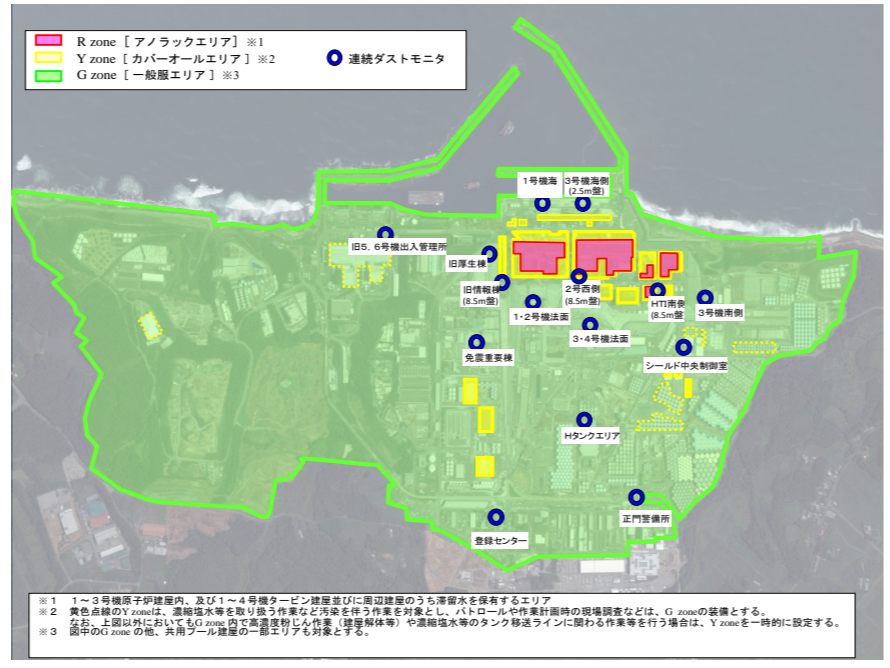 R zone [ アノラックエリア] ※1
Y zone [ カバーオールエリア] ※2
G zone [ 一般服エリア ] ※3
連続ダストモニタ
1号機海
3号機海側
(2.5m盤)
旧5、6号機出入管理所
旧厚生棟
旧情報棟
(8.5m盤)
2号西側
(8.5m盤)
HTI南側
(8.5m盤)
3号機南側
1・2号機法面
3・4号機法面
免震重要棟
シールド中央制御室
Hタンクエリア
正門警備所
登録センター
※1 1～3号機原子炉建屋内、及び1～4号機タービン建屋並びに周辺建屋のうち滞留水を保有するエリア
※2 黄色点線のY zoneは、濃縮塩水等を取り扱う作業など汚染を伴う作業を対象とし、パトロールや作業計画時の現場調査などは、G zoneの装備とする。
なお、上図以外においてもG zone 内で高濃度粉じん作業（建屋解体等）や濃縮塩水等のタンク移送ラインに関わる作業等を行う場合は、Y zoneを一時的に設定する。
※3 図中のG zone の他、共用プール建屋の一部エリアも対象とする。